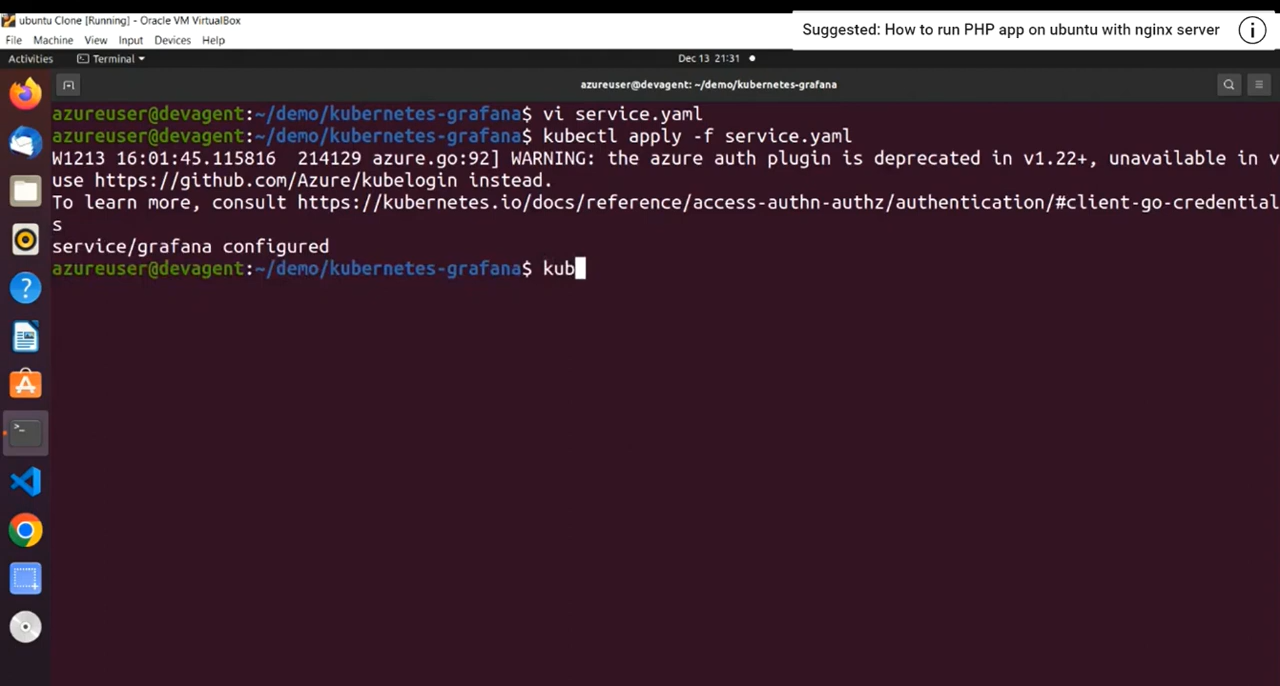 ubuntu Clone [Running] - Oracle VM VirtualBox
File Machine View Input Devices Help
Suggested: How to run PHP app on ubuntu with nginx server
Activities Terminal Dec 13 21:31
azureuser@devagent: ~/demo/kubernetes-grafana
azureuser@devagent:~/demo/kubernetes-grafana$ vi service.yaml
azureuser@devagent:~/demo/kubernetes-grafana$ kubectl apply -f service.yaml
W1213 16:01:45.115816 214129 azure.go:92] WARNING: the azure auth plugin is deprecated in v1.22+, unavailable in v
use https://github.com/Azure/kubelogin instead.
To learn more, consult https://kubernetes.io/docs/reference/access-authn-authz/authentication/#client-go-credential
s
service/grafana configured
azureuser@devagent:~/demo/kubernetes-grafana$ kub